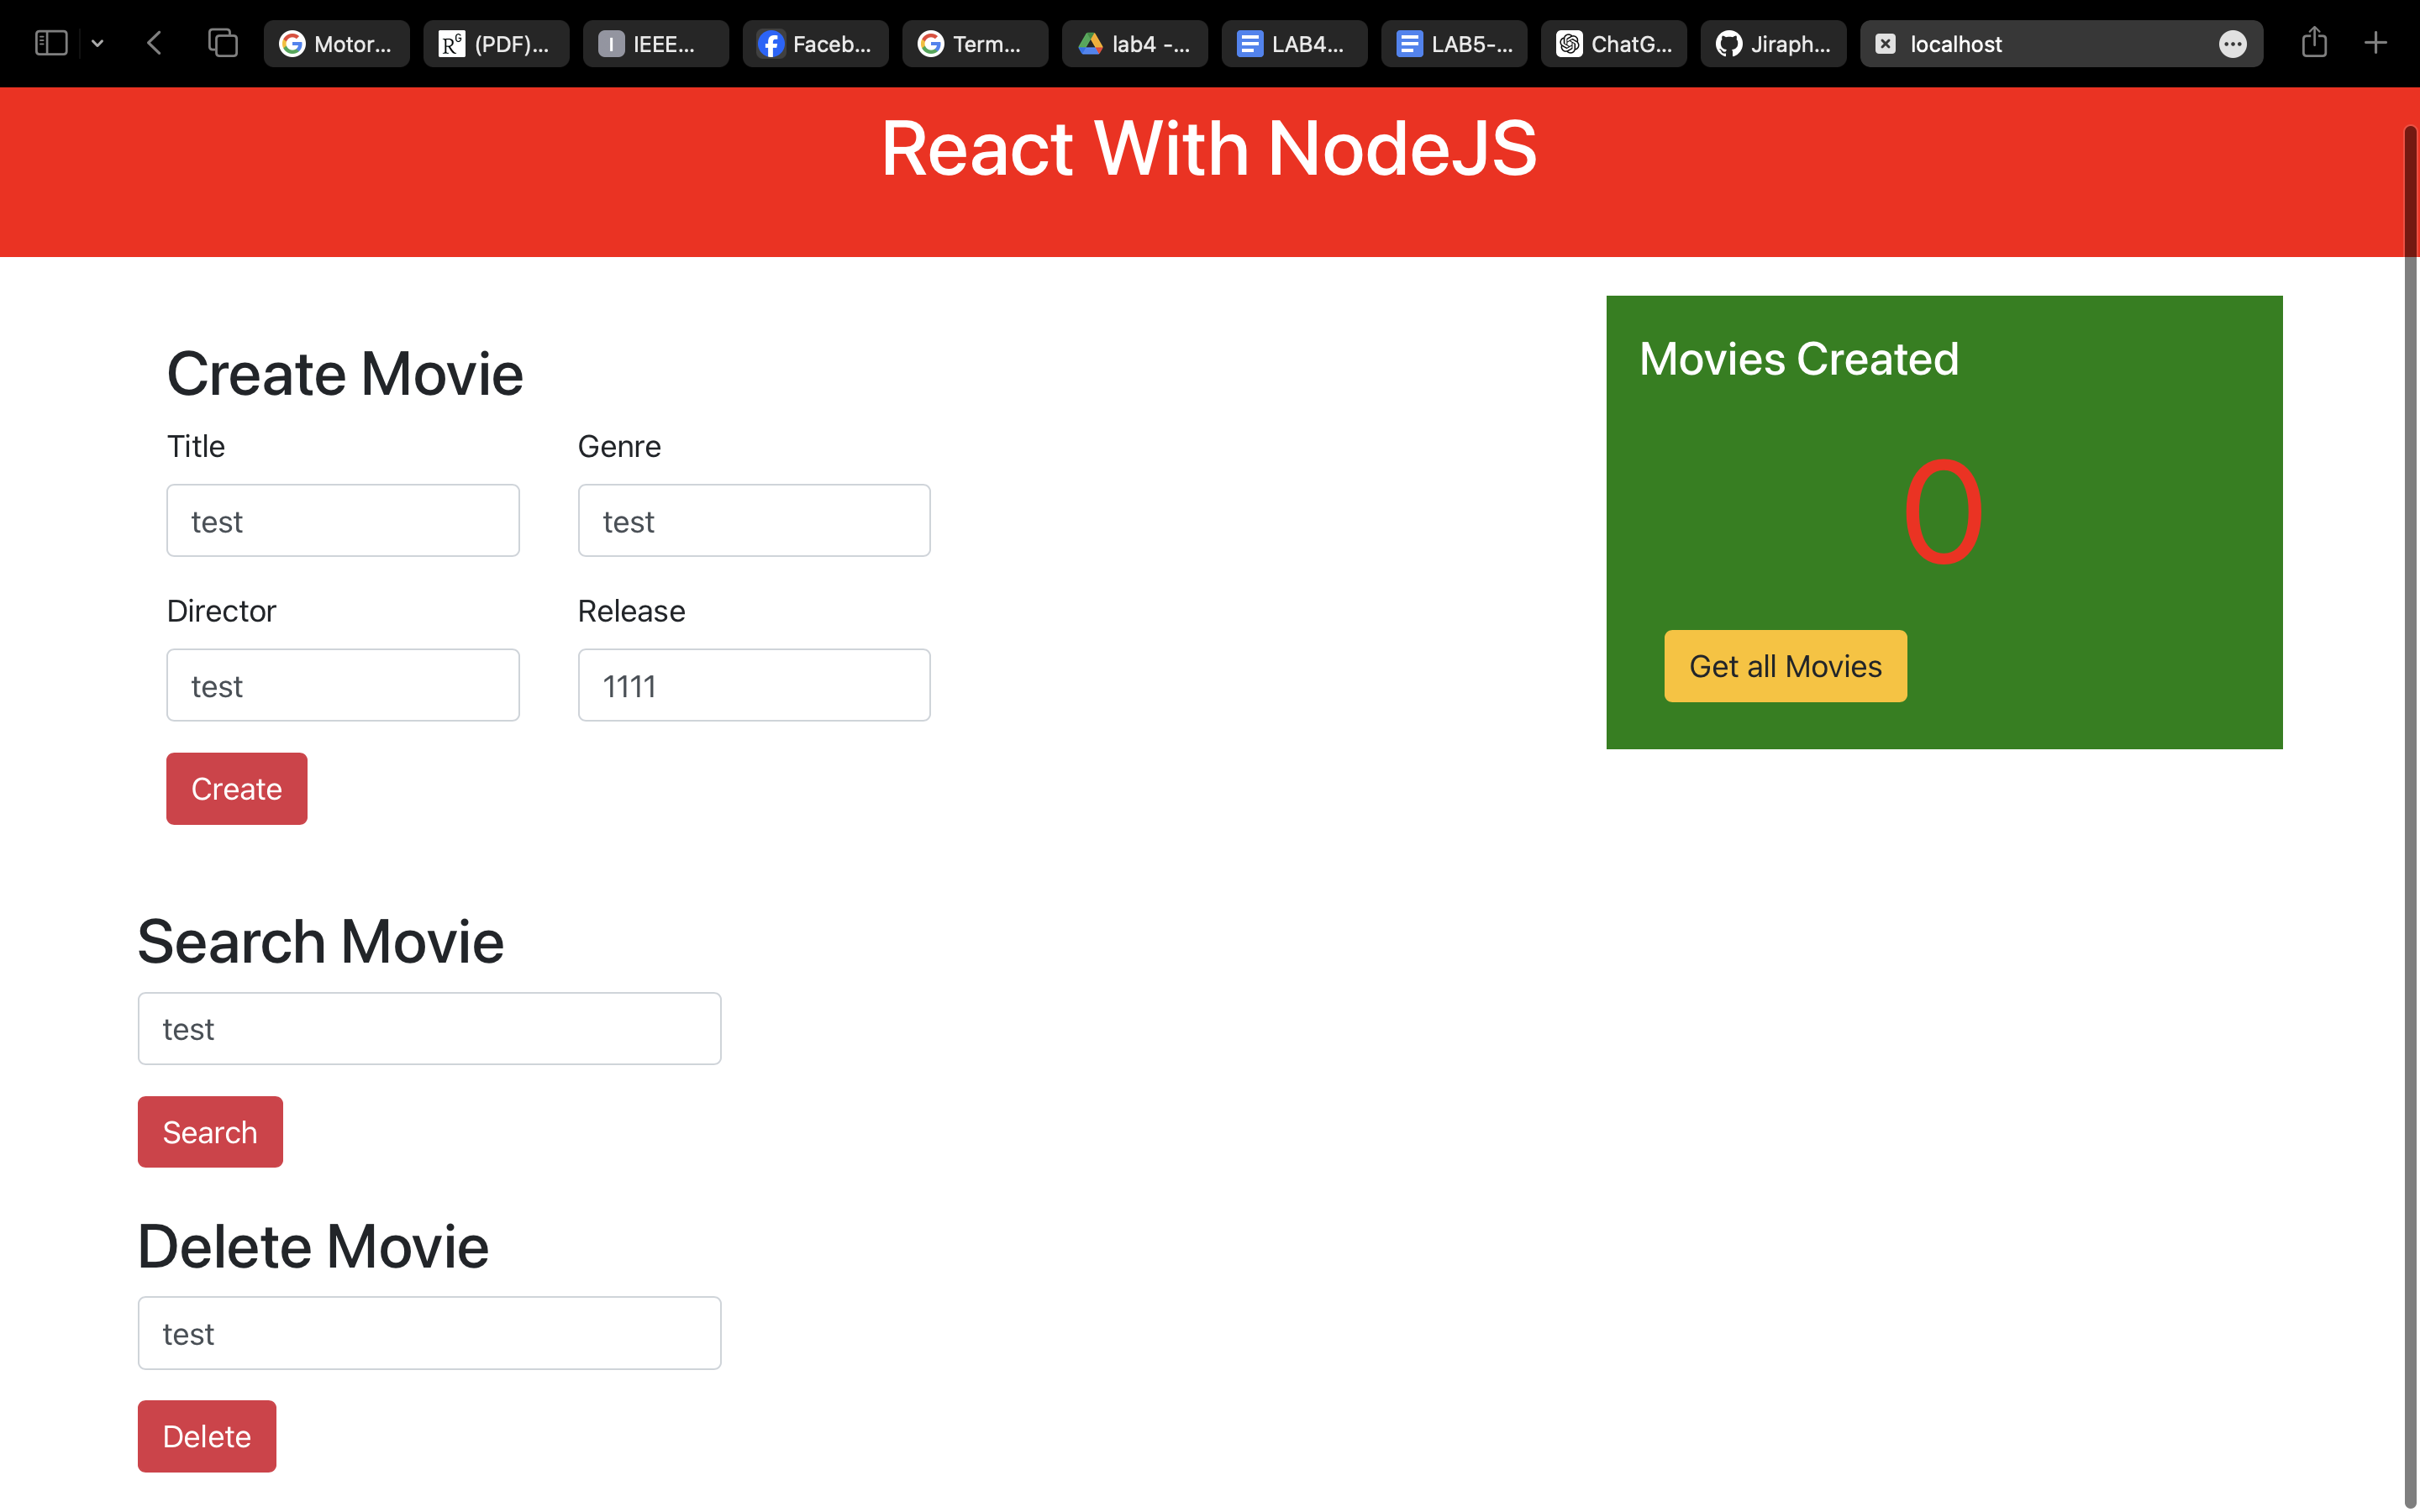 Motor...
(PDF)...
IEEE...
Faceb...
Term...
lab4 -...
LAB4...
LAB5-...
ChatG...
Jiraph...
localhost
React With NodeJS
Create Movie
Title
Genre
test
test
Director
Release
test
1111
Create
Movies Created
0
Get all Movies
Search Movie
test
Search
Delete Movie
test
Delete